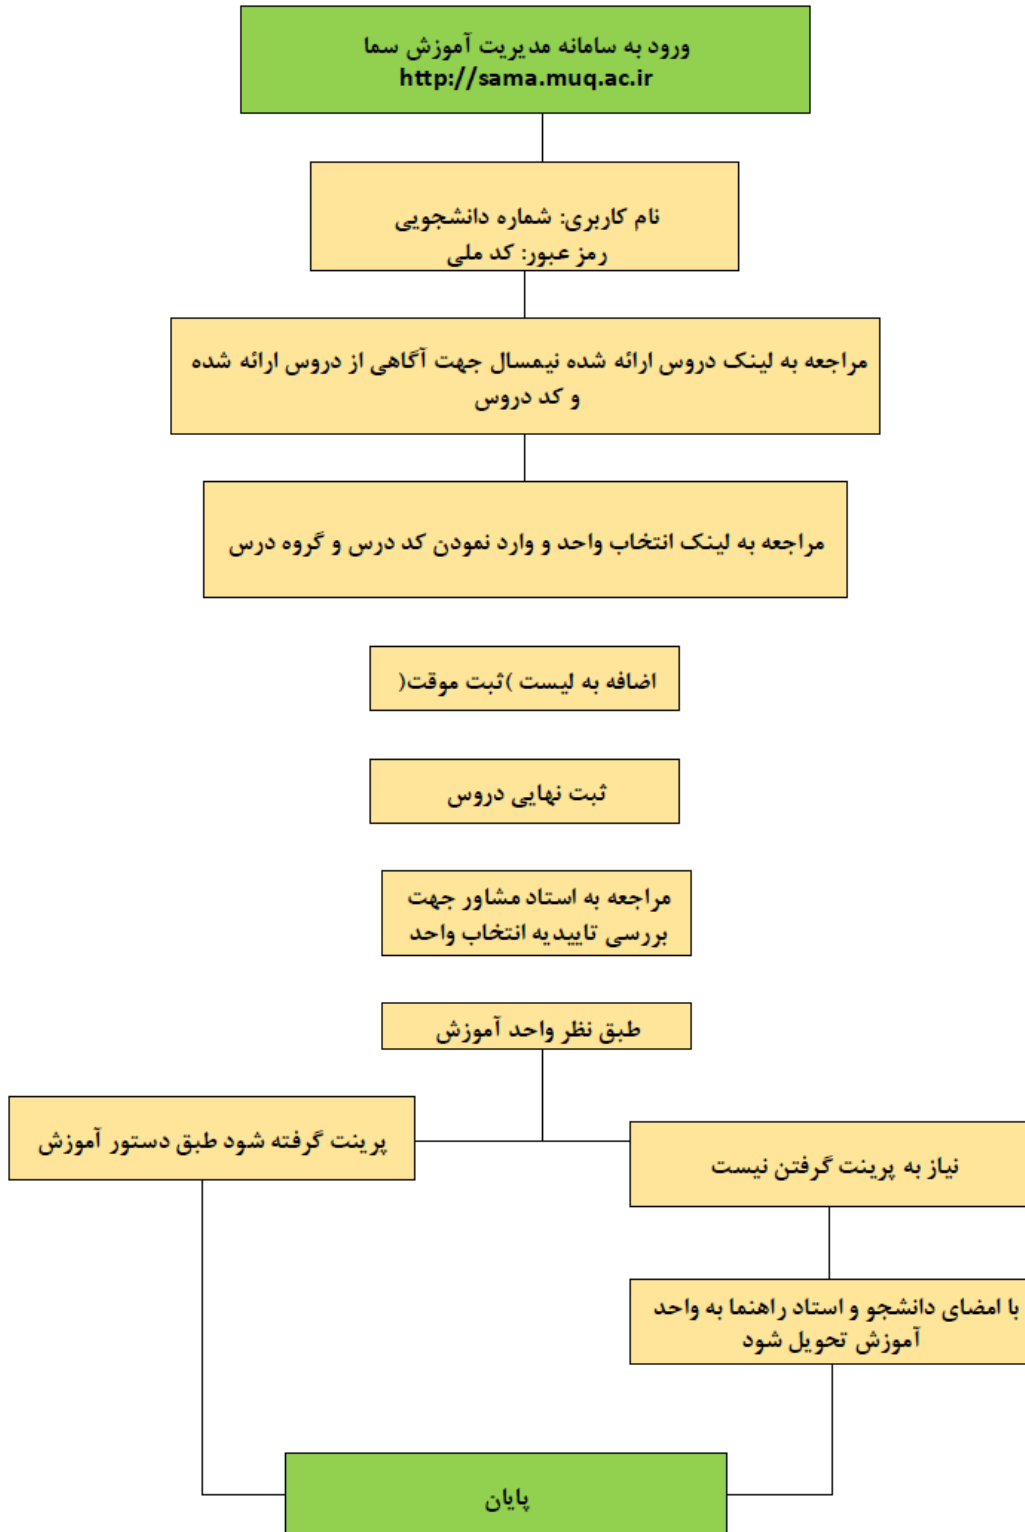 ورود به سامانه مدیریت آموزش سما
http://sama.muq.ac.ir
نام کاربری: شماره دانشجویی
رمز عبور: کد ملی
مراجعه به لینک دروس ارائه شده نیمسال جهت آگاهی از دروس ارائه شده
و کد دروس
مراجعه به لینک انتخاب واحد و وارد نمودن کد درس و گروه درس
اضافه به لیست )ثبت موقت(
ثبت نهایی دروس
مراجعه به استاد مشاور جهت
بررسی تاییدیه انتخاب واحد
طبق نظر واحد آموزش
پرینت گرفته شود طبق دستور آموزش
نیاز به پرینت گرفتن نیست
با امضای دانشجو و استاد راهنما به واحد
آموزش تحویل شود
پایان